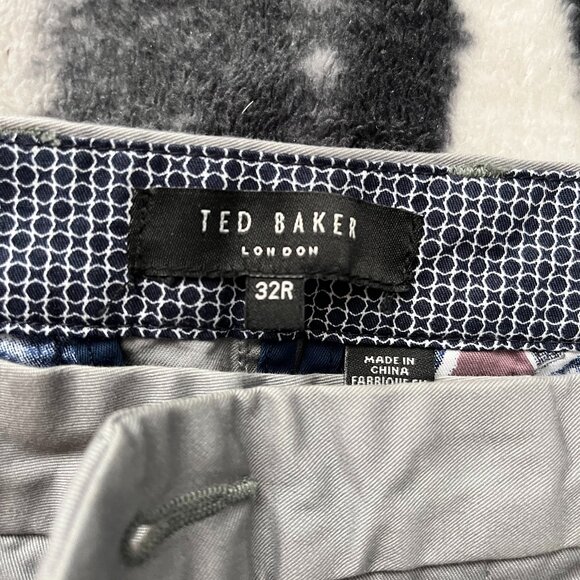 TED BAKER
LONDON
32R
MADE IN
CHINA